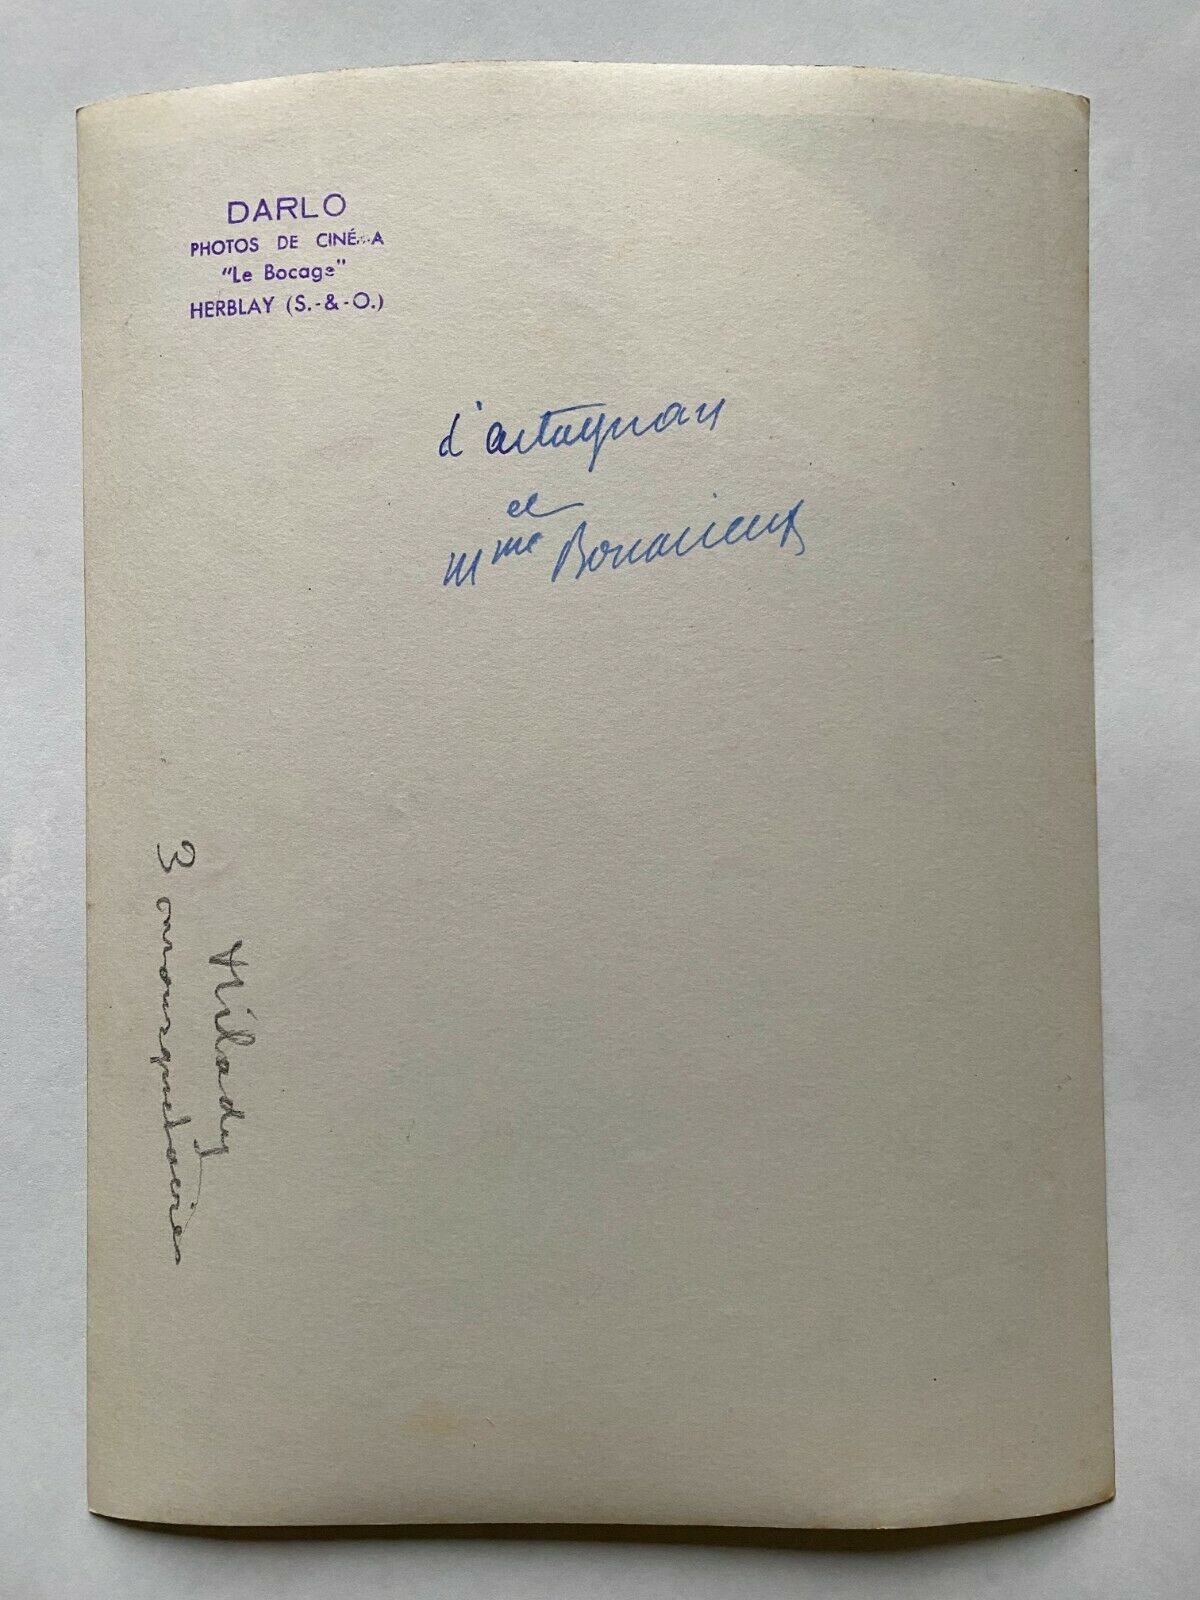 DARLO
PHOTOS DE CINÉMA
"Le Bocage"
HERBLAY (S.-&-O.)
d'artagnan
et
Mme Bonacieux
Milady
3 mousquetaires